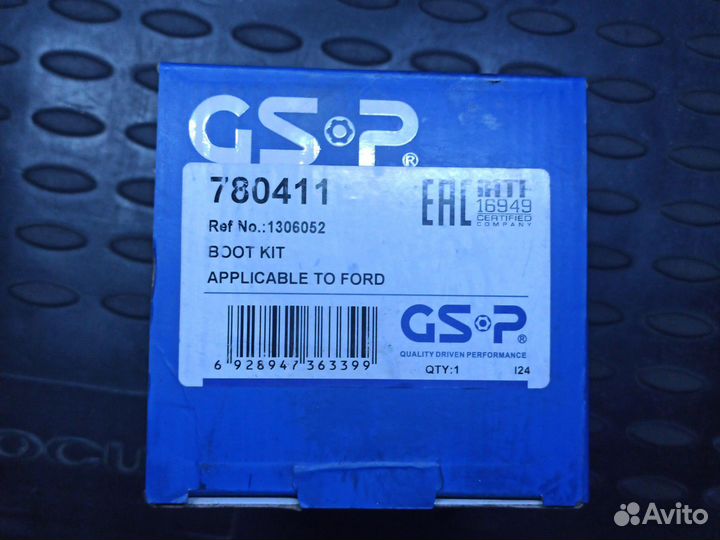 GSP®
780411
Ref No.:1306052
BOOT KIT
APPLICABLE TO FORD
EAC
IATF
16949
CERTIFIED
COMPANY
GSP®
QUALITY DRIVEN PERFORMANCE
QTY:1 I24
6 928947 363399
OCU
Avito